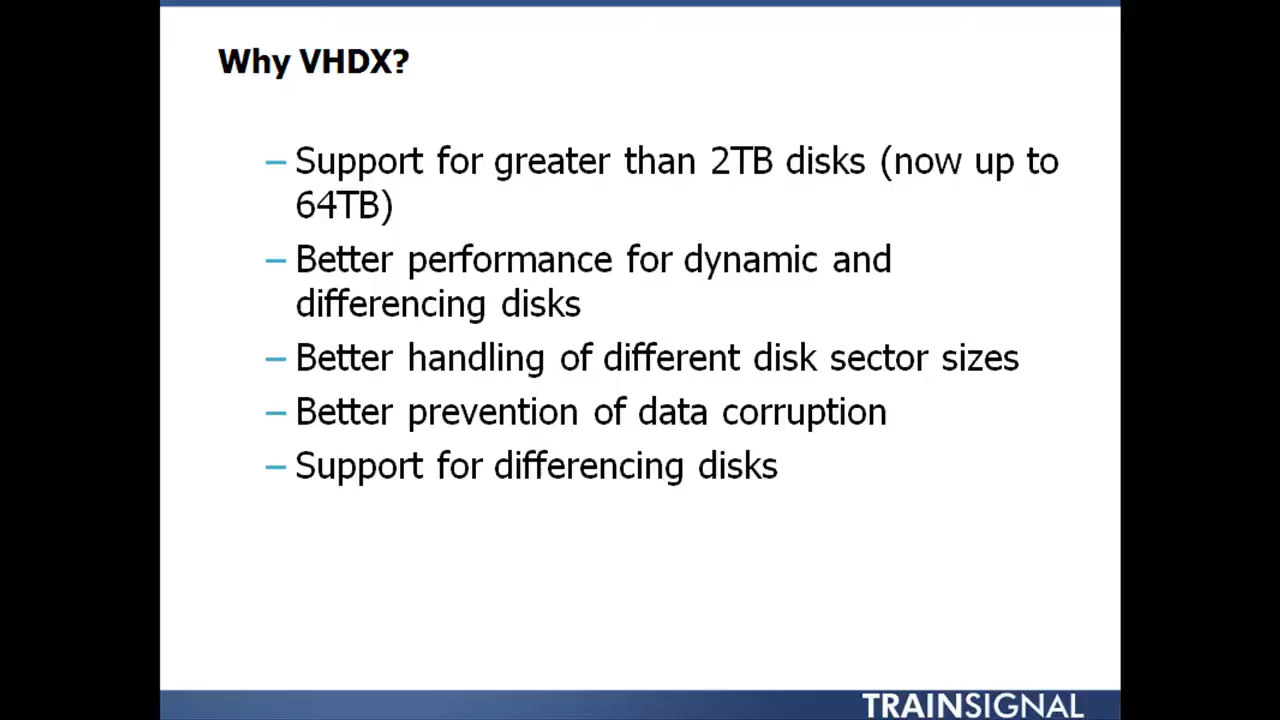 Why VHDX?
– Support for greater than 2TB disks (now up to
64TB)
– Better performance for dynamic and
differencing disks
– Better handling of different disk sector sizes
– Better prevention of data corruption
– Support for differencing disks
TRAINSIGNAL